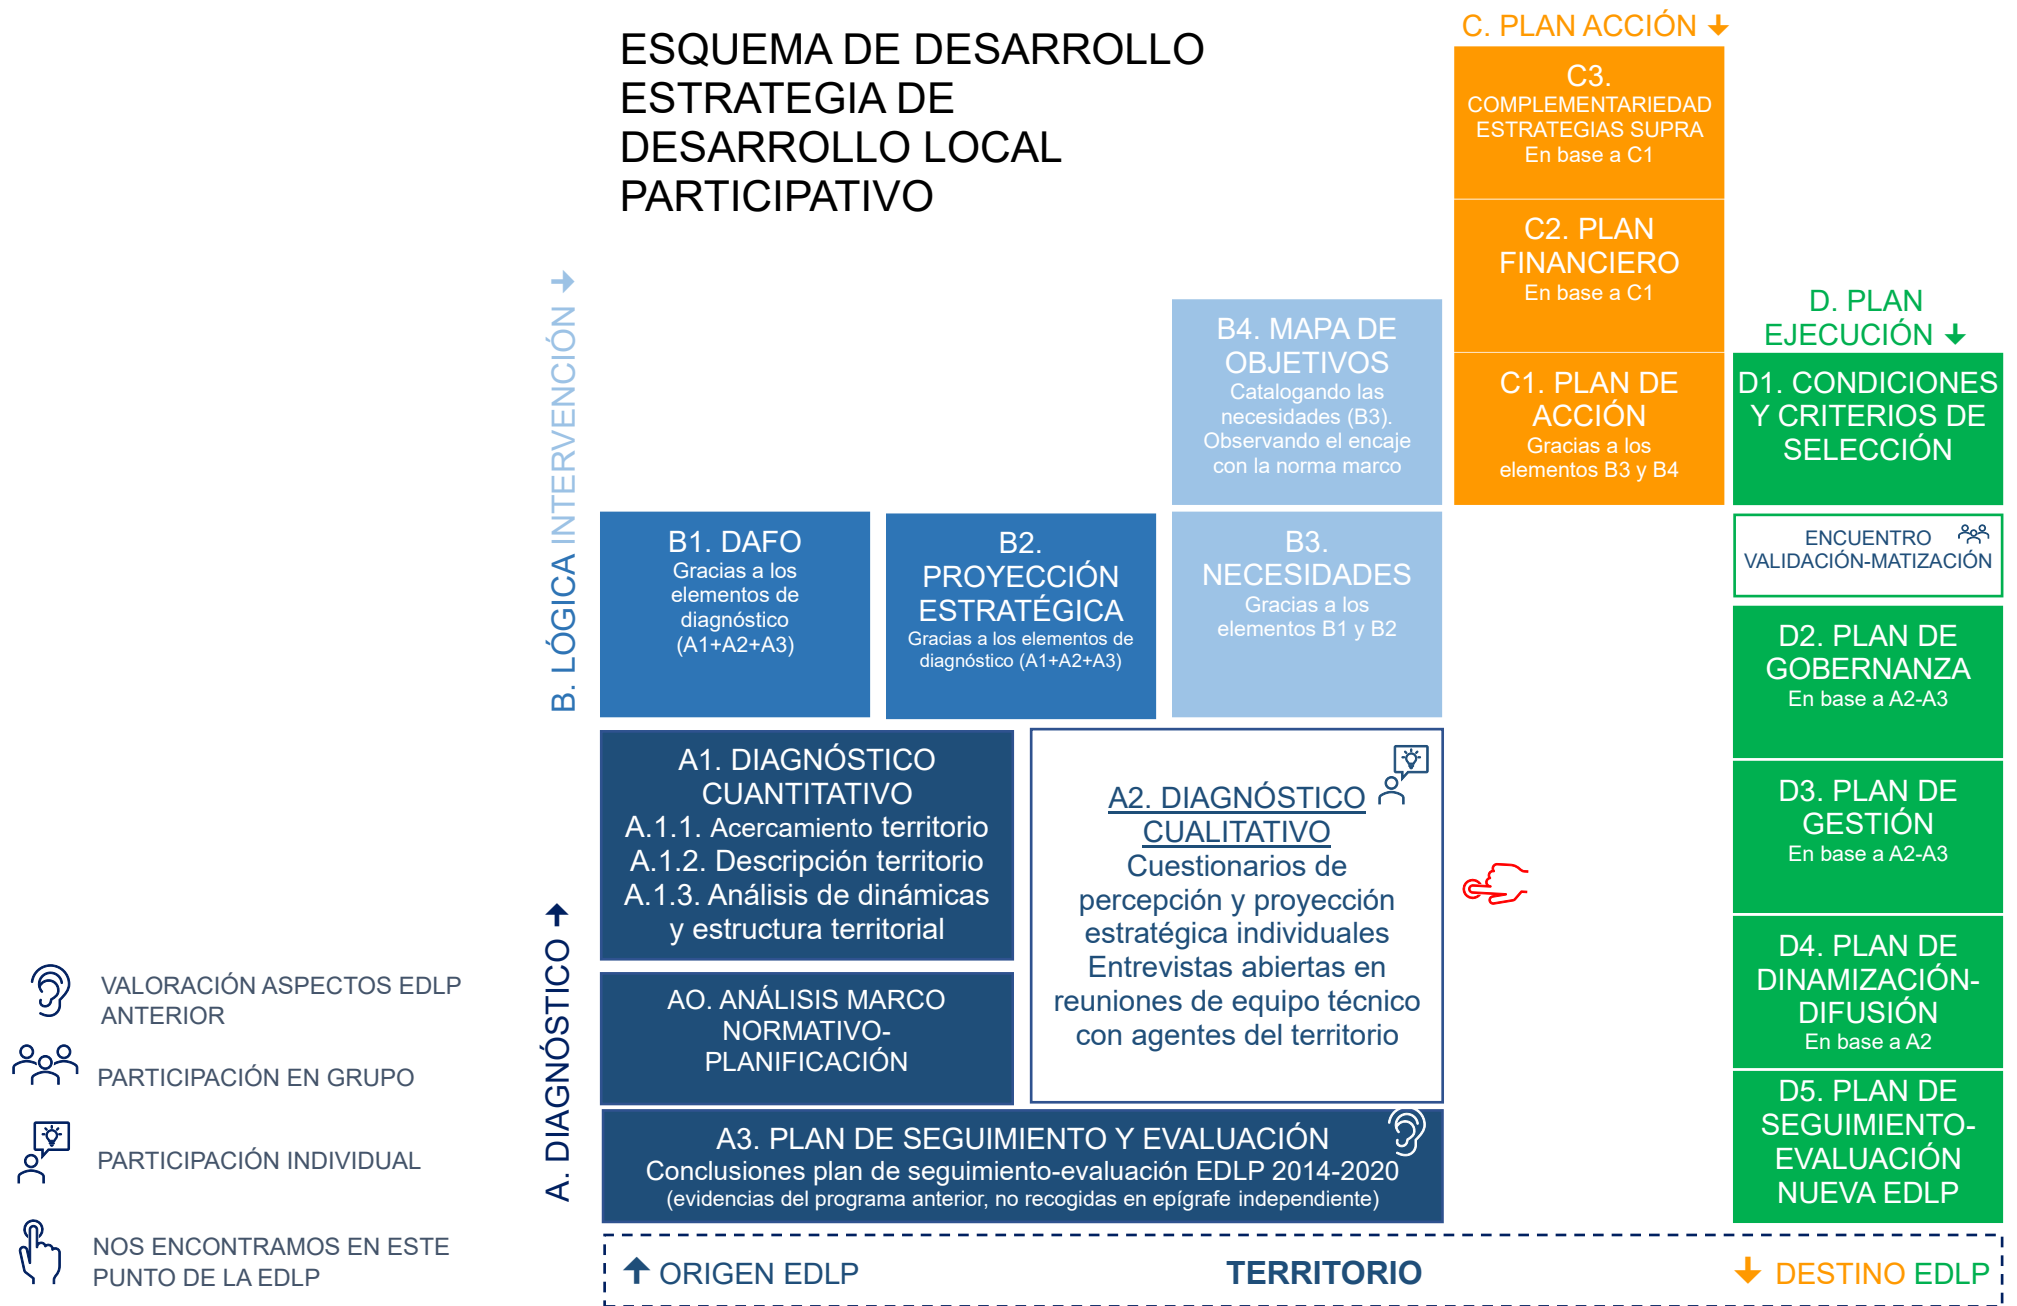 ESQUEMA DE DESARROLLO
ESTRATEGIA DE
DESARROLLO LOCAL
PARTICIPATIVO
C. PLAN ACCIÓN
C3.
COMPLEMENTARIEDAD
ESTRATEGIAS SUPRA
En base a C1
C2. PLAN
FINANCIERO
En base a C1
C1. PLAN DE
ACCIÓN
Gracias a los
elementos B3 y B4
D. PLAN
EJECUCIÓN
D1. CONDICIONES
Y CRITERIOS DE
SELECCIÓN
ENCUENTRO
VALIDACIÓN-MATIZACIÓN
D2. PLAN DE
GOBERNANZA
En base a A2-A3
D3. PLAN DE
GESTIÓN
En base a A2-A3
D4. PLAN DE
DINAMIZACIÓN-
DIFUSIÓN
En base a A2
D5. PLAN DE
SEGUIMIENTO-
EVALUACIÓN
NUEVA EDLP
B. LÓGICA INTERVENCIÓN
B4. MAPA DE
OBJETIVOS
Catalogando las
necesidades (B3).
Observando el encaje
con la norma marco
B1. DAFO
Gracias a los
elementos de
diagnóstico
(A1+A2+A3)
B2.
PROYECCIÓN
ESTRATÉGICA
Gracias a los elementos de
diagnóstico (A1+A2+A3)
B3.
NECESIDADES
Gracias a los
elementos B1 y B2
A. DIAGNÓSTICO
A1. DIAGNÓSTICO
CUANTITATIVO
A.1.1. Acercamiento territorio
A.1.2. Descripción territorio
A.1.3. Análisis de dinámicas
y estructura territorial
A2. DIAGNÓSTICO
CUALITATIVO
Cuestionarios de
percepción y proyección
estratégica individuales
Entrevistas abiertas en
reuniones de equipo técnico
con agentes del territorio
AO. ANÁLISIS MARCO
NORMATIVO-
PLANIFICACIÓN
A3. PLAN DE SEGUIMIENTO Y EVALUACIÓN
Conclusiones plan de seguimiento-evaluación EDLP 2014-2020
(evidencias del programa anterior, no recogidas en epígrafe independiente)
VALORACIÓN ASPECTOS EDLP
ANTERIOR
PARTICIPACIÓN EN GRUPO
PARTICIPACIÓN INDIVIDUAL
NOS ENCONTRAMOS EN ESTE
PUNTO DE LA EDLP
ORIGEN EDLP
TERRITORIO
DESTINO EDLP